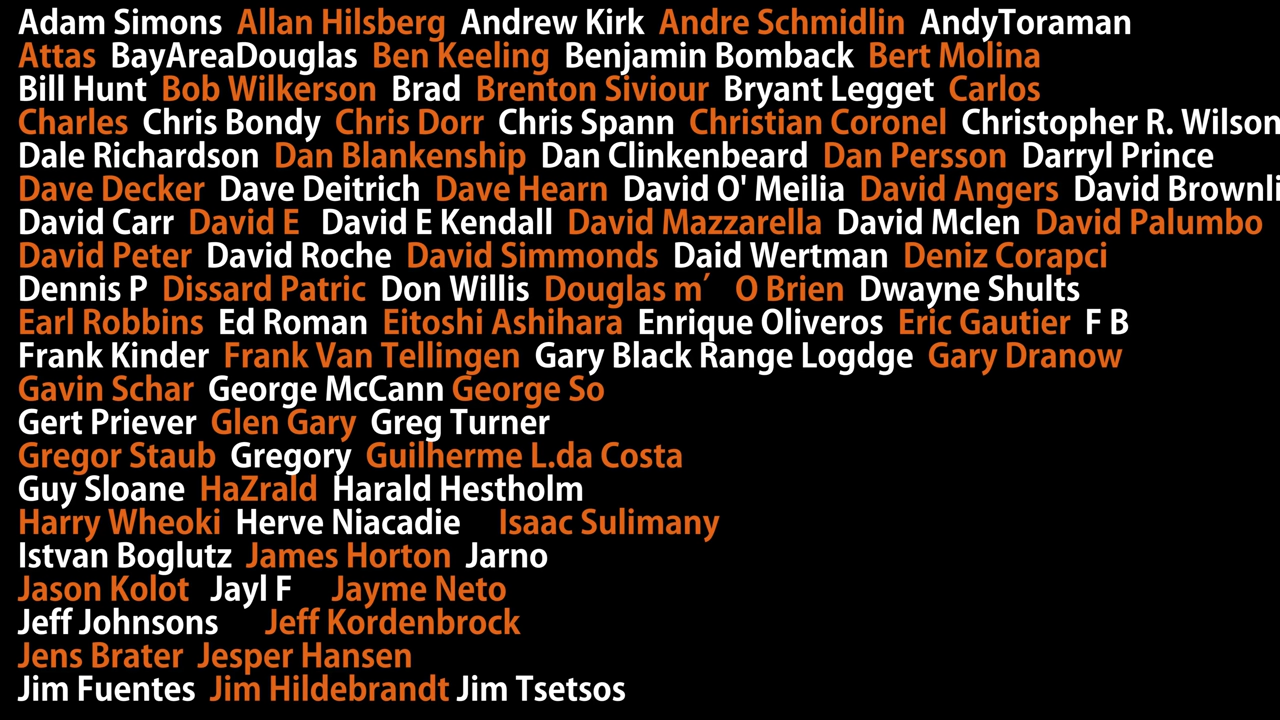 Adam Simons Allan Hilsberg Andrew Kirk Andre Schmidlin AndyToraman
Attas BayAreaDouglas Ben Keeling Benjamin Bomback Bert Molina
Bill Hunt Bob Wilkerson Brad Brenton Siviour Bryant Legget Carlos
Charles Chris Bondy Chris Dorr Chris Spann Christian Coronel Christopher R. Wilson
Dale Richardson Dan Blankenship Dan Clinkenbeard Dan Persson Darryl Prince
Dave Decker Dave Deitrich Dave Hearn David O' Meilia David Angers David Brownli
David Carr David E David E Kendall David Mazzarella David Mclen David Palumbo
David Peter David Roche David Simmonds Daid Wertman Deniz Corapci
Dennis P Dissard Patric Don Willis Douglas m′ O Brien Dwayne Shults
Earl Robbins Ed Roman Eitoshi Ashihara Enrique Oliveros Eric Gautier F B
Frank Kinder Frank Van Tellingen Gary Black Range Logdge Gary Dranow
Gavin Schar George McCann George So
Gert Priever Glen Gary Greg Turner
Gregor Staub Gregory Guilherme L.da Costa
Guy Sloane HaZrald Harald Hestholm
Harry Wheoki Herve Niacadie Isaac Sulimany
Istvan Boglutz James Horton Jarno
Jason Kolot Jayl F Jayme Neto
Jeff Johnsons Jeff Kordenbrock
Jens Brater Jesper Hansen
Jim Fuentes Jim Hildebrandt Jim Tsetsos